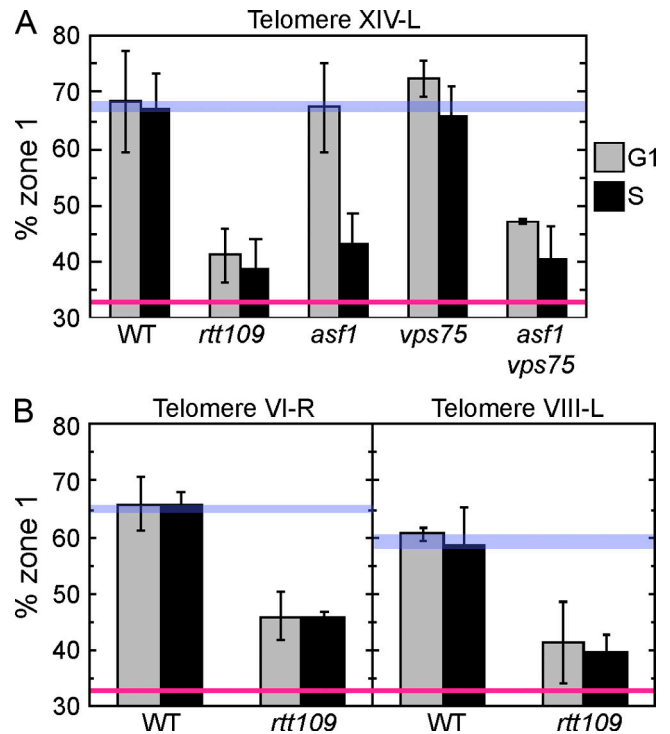 A
Telomere XIV-L
80
70
60
50
40
30
% zone 1
G1
S
WT rtt109 asf1 vps75 asf1
vps75
B
Telomere VI-R Telomere VIII-L
80
70
60
50
40
30
% zone 1
WT rtt109 WT rtt109